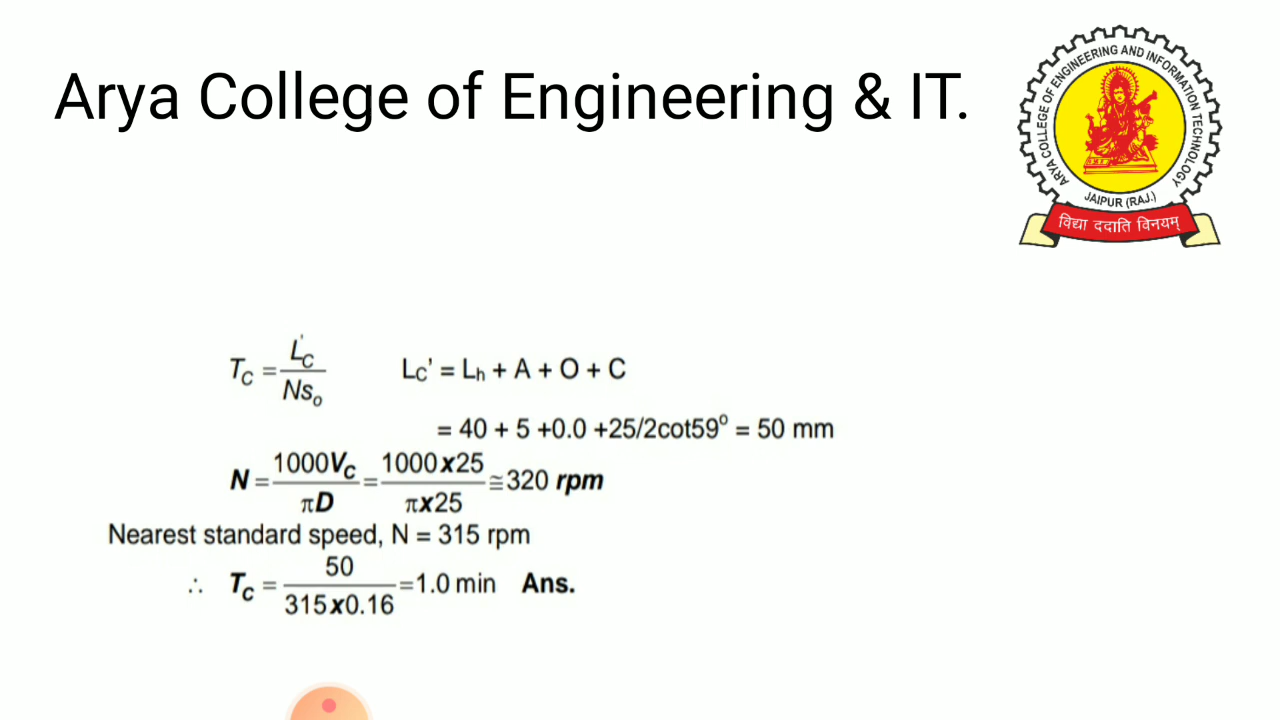 Arya College of Engineering & IT.
ARYA COLLEGE OF ENGINEERING AND INFORMATION TECHNOLOGY
JAIPUR (RAJ.)
विद्या ददाति विनयम्
T_C = L'_C / Ns_o    L_C' = L_h + A + O + C
= 40 + 5 +0.0 +25/2cot59° = 50 mm
N = 1000V_C / πD = 1000x25 / πx25 ≅ 320 rpm
Nearest standard speed, N = 315 rpm
∴ T_C = 50 / 315x0.16 = 1.0 min Ans.